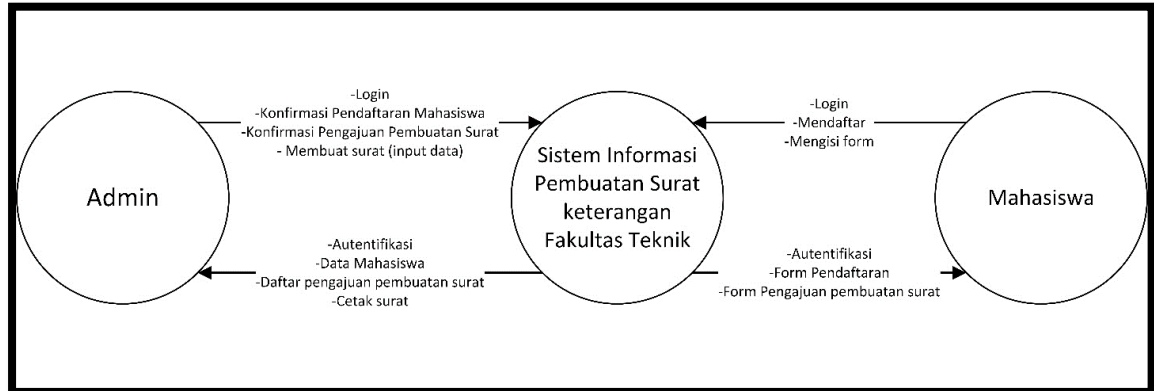 Admin
-Login
-Konfirmasi Pendaftaran Mahasiswa
-Konfirmasi Pengajuan Pembuatan Surat
- Membuat surat (input data)
-Autentifikasi
-Data Mahasiswa
-Daftar pengajuan pembuatan surat
-Cetak surat
Sistem Informasi
Pembuatan Surat
keterangan
Fakultas Teknik
-Login
-Mendaftar
-Mengisi form
-Autentifikasi
-Form Pendaftaran
-Form Pengajuan pembuatan surat
Mahasiswa